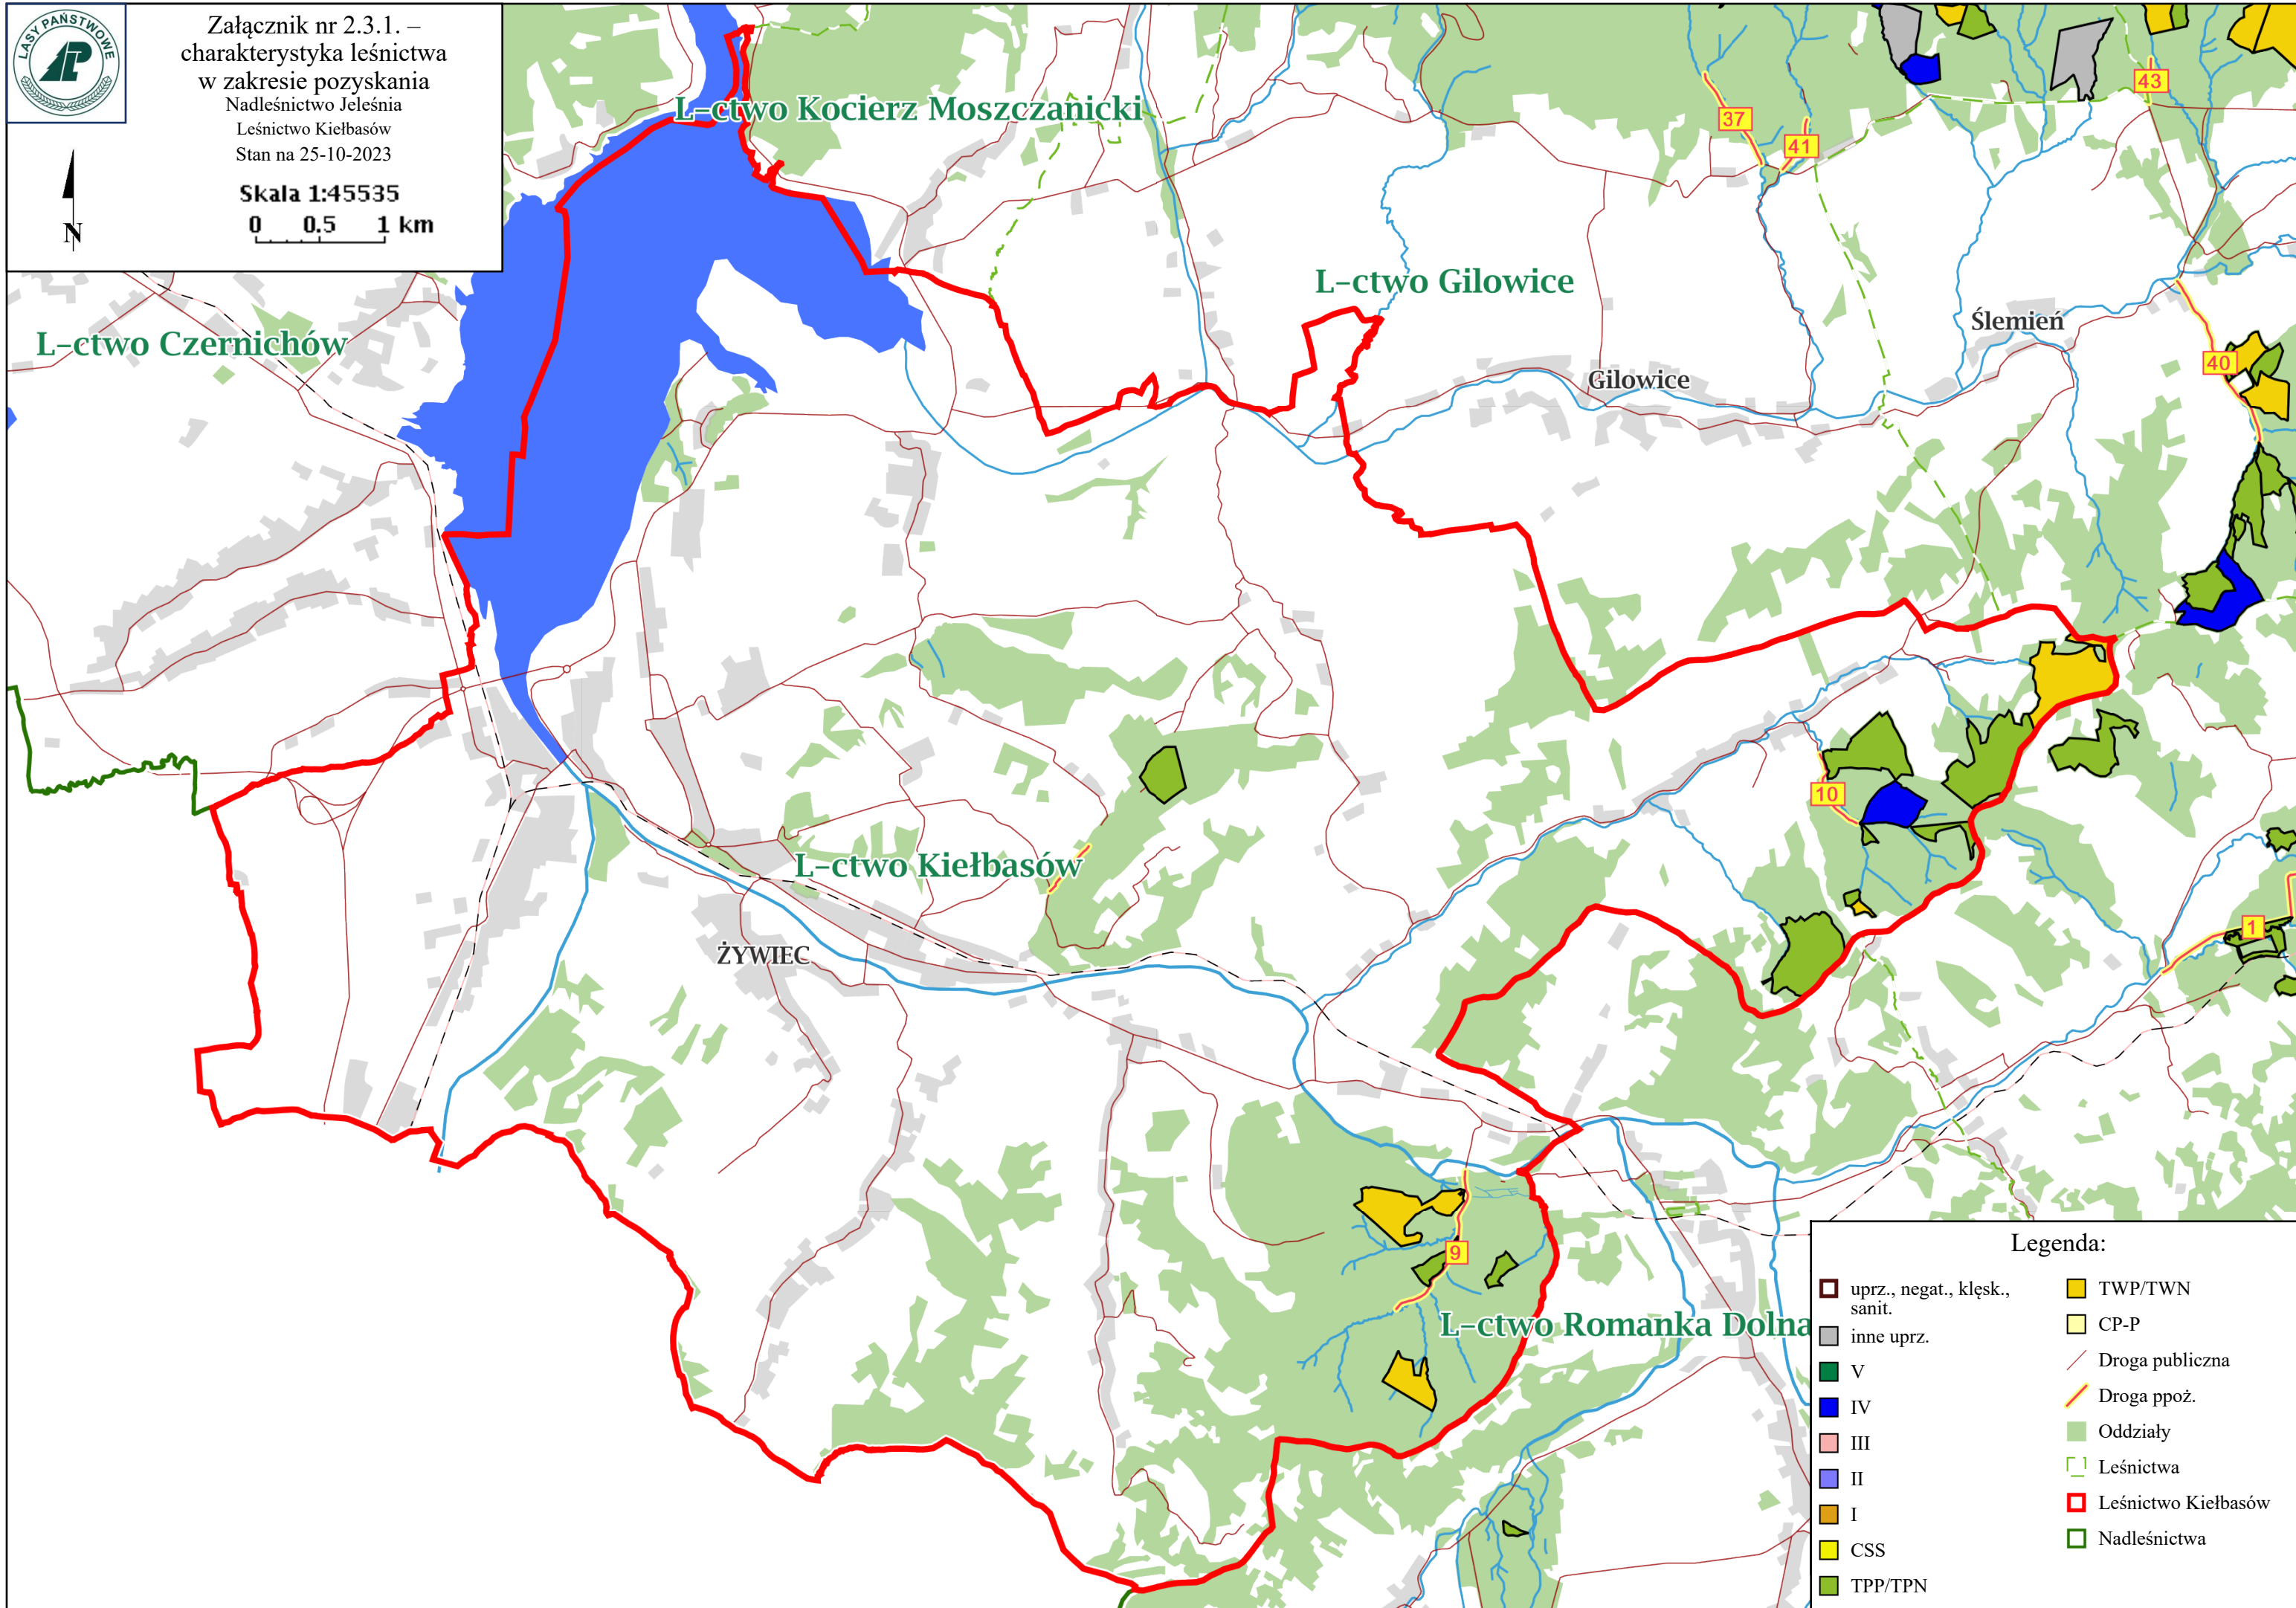 LASY PAŃSTWOWE
Załącznik nr 2.3.1. –
charakterystyka leśnictwa
w zakresie pozyskania
Nadleśnictwo Jeleśnia
Leśnictwo Kiełbasów
Stan na 25-10-2023
N
Skala 1:45535
0 0.5 1 km
L-ctwo Kocierz Moszczanicki
37
41
43
L-ctwo Gilowice
L-ctwo Czernichów
Ślemień
Gilowice
40
10
L-ctwo Kiełbasów
ŻYWIEC
1
9
L-ctwo Romanka Dolna
Legenda:
uprz., negat., klęsk.,
sanit.
inne uprz.
V
IV
III
II
I
CSS
TPP/TPN
TWP/TWN
CP-P
Droga publiczna
Droga ppoż.
Oddziały
Leśnictwa
Leśnictwo Kiełbasów
Nadleśnictwa